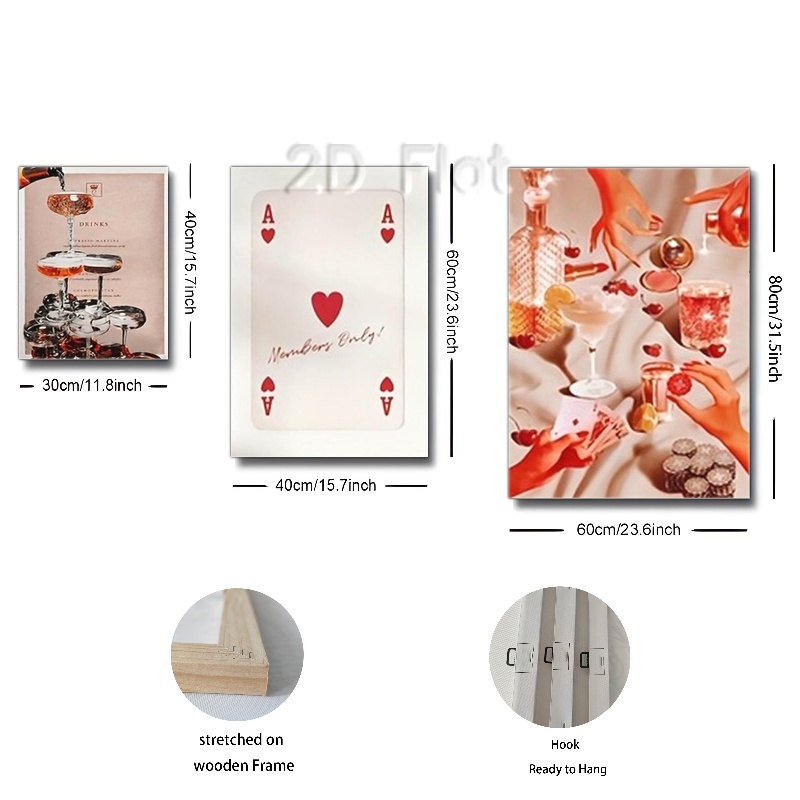 2D Flat
DRINKS
A
A
Members Only!
A
A
40cm/15.7inch
60cm/23.6inch
80cm/31.5inch
30cm/11.8inch
40cm/15.7inch
60cm/23.6inch
stretched on
wooden Frame
Hook
Ready to Hang